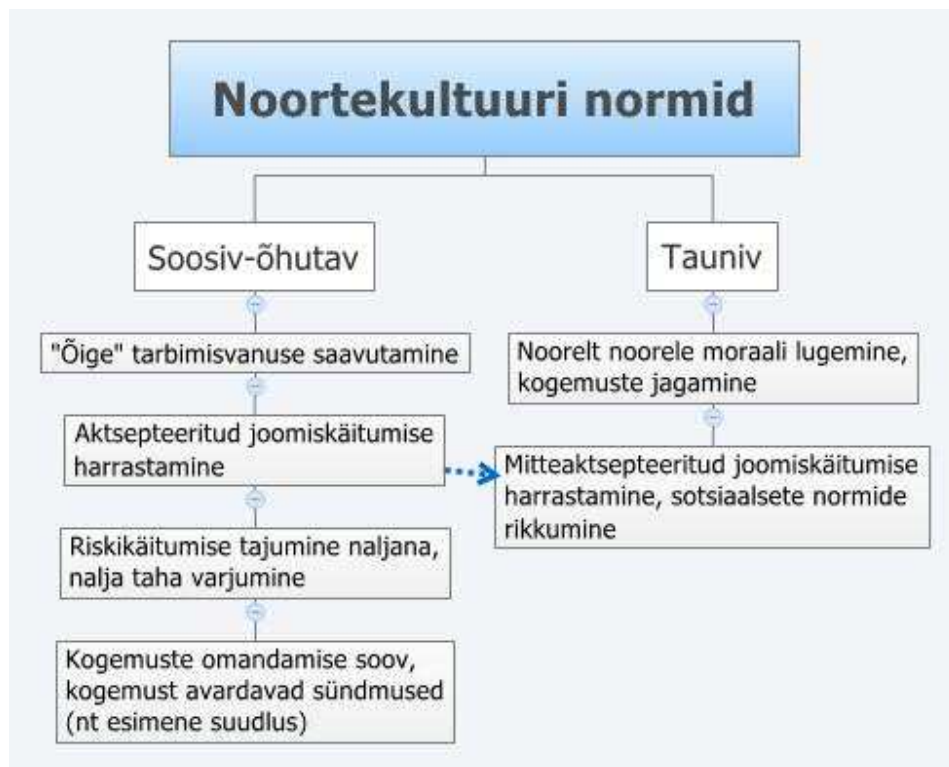 Noortekultuuri normid
Soosiv-õhutav
"Õige" tarbimisvanuse saavutamine
Aktsepteeritud joomiskäitumise
harrastamine
Riskikäitumise tajumine naljana,
nalja taha varjumine
Kogemuste omandamise soov,
kogemust avardavad sündmused
(nt esimene suudlus)
Tauniv
Noorelt noorele moraali lugemine,
kogemuste jagamine
Mitteaktsepteeritud joomiskäitumise
harrastamine, sotsiaalsete normide
rikkumine